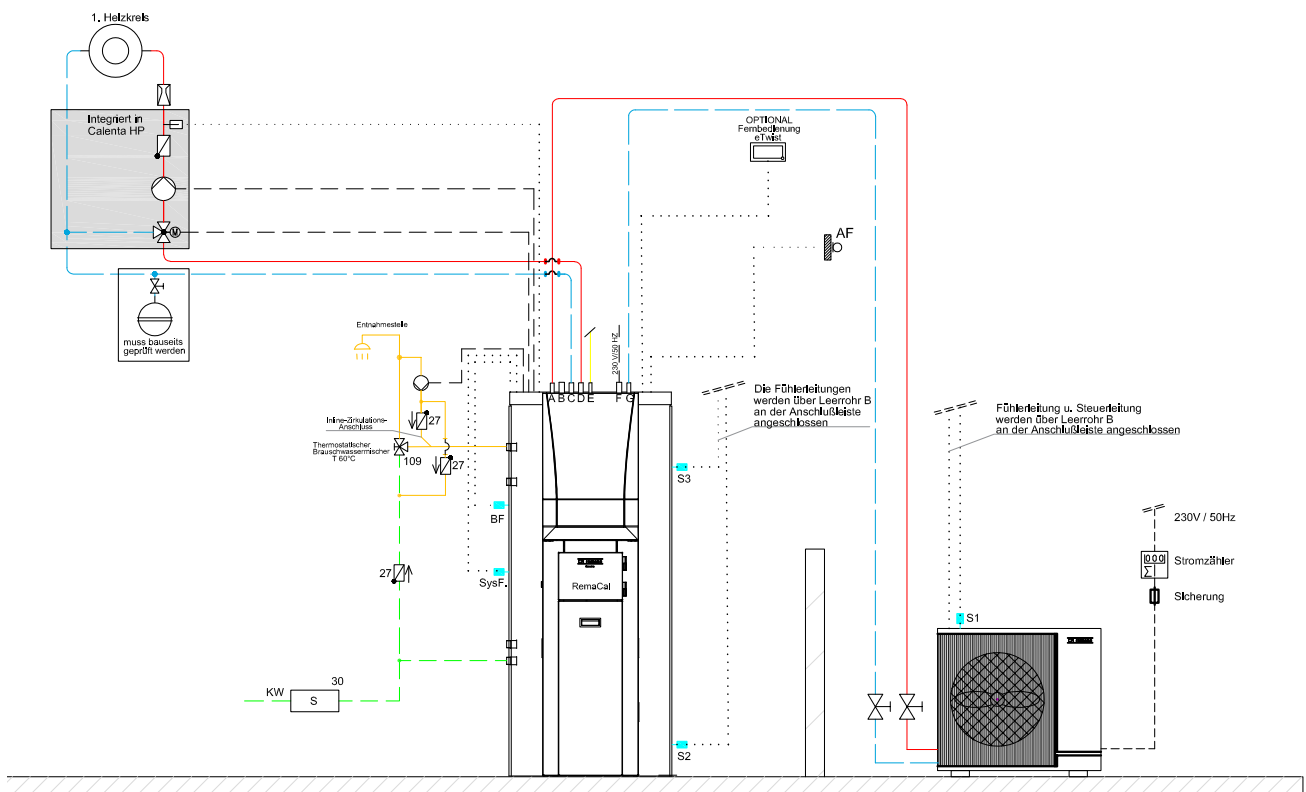 1. Heizkreis
Integriert in
Calenta HP
OPTIONAL
Fernbedienung
eTwist
AF
M
muss bauseits
geprüft werden
Entnahmestelle
230 V/50 HZ
A B C D E F G
Die Fühlerleitungen
werden über Leerrohr B
an der Anschlußleiste
angeschlossen
Fühlerleitung u. Steuerleitung
werden über Leerrohr B
an der Anschlußleiste angeschlossen
27
Inline-Zirkulations-
Anschluss
Thermostatischer
Brauschwassermischer
T 60°C
109
27
S3
BF
230V / 50Hz
000
Σ
Stromzähler
27
SysF.
RemaCal
Sicherung
S1
KW
S
30
S2